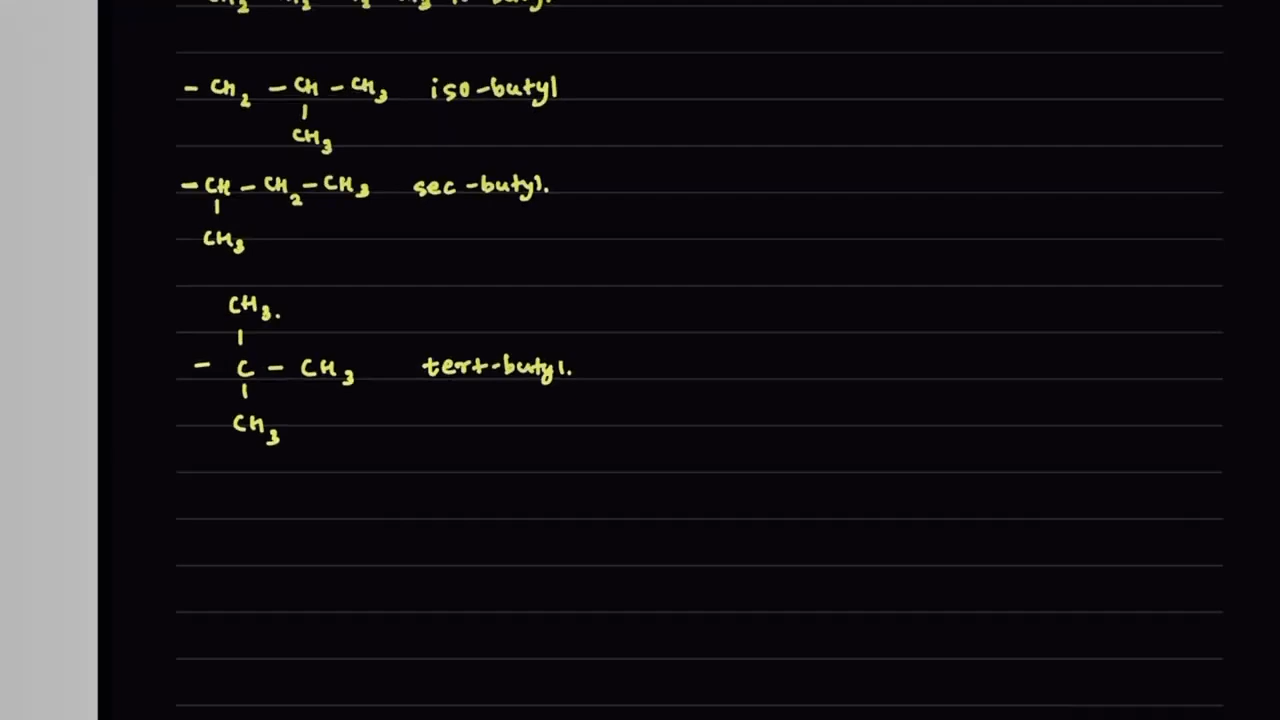 - CH2 - CH - CH3 iso-butyl
|
CH3
- CH - CH2 - CH3 sec-butyl.
|
CH3
CH3.
|
- C - CH3 tert-butyl.
|
CH3